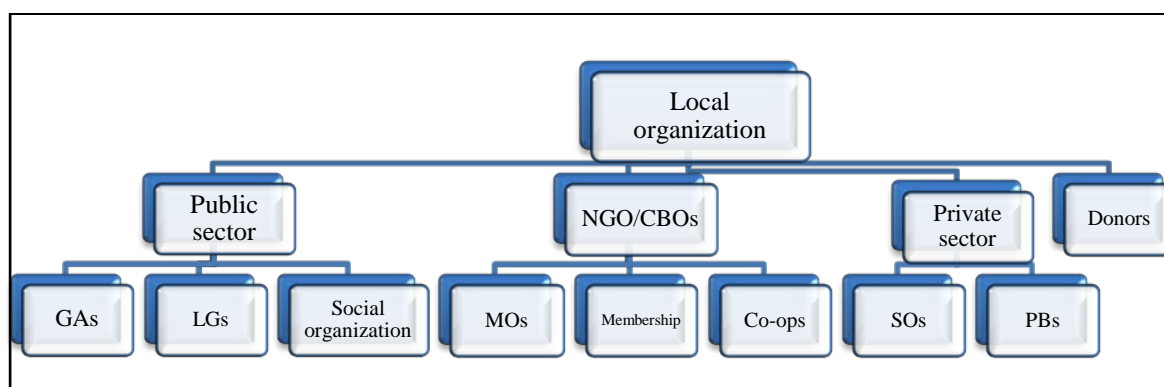 Local
organization
Public
sector
NGO/CBOs
Private
sector
Donors
GAs
LGs
Social
organization
MOs
Membership
Co-ops
SOs
PBs